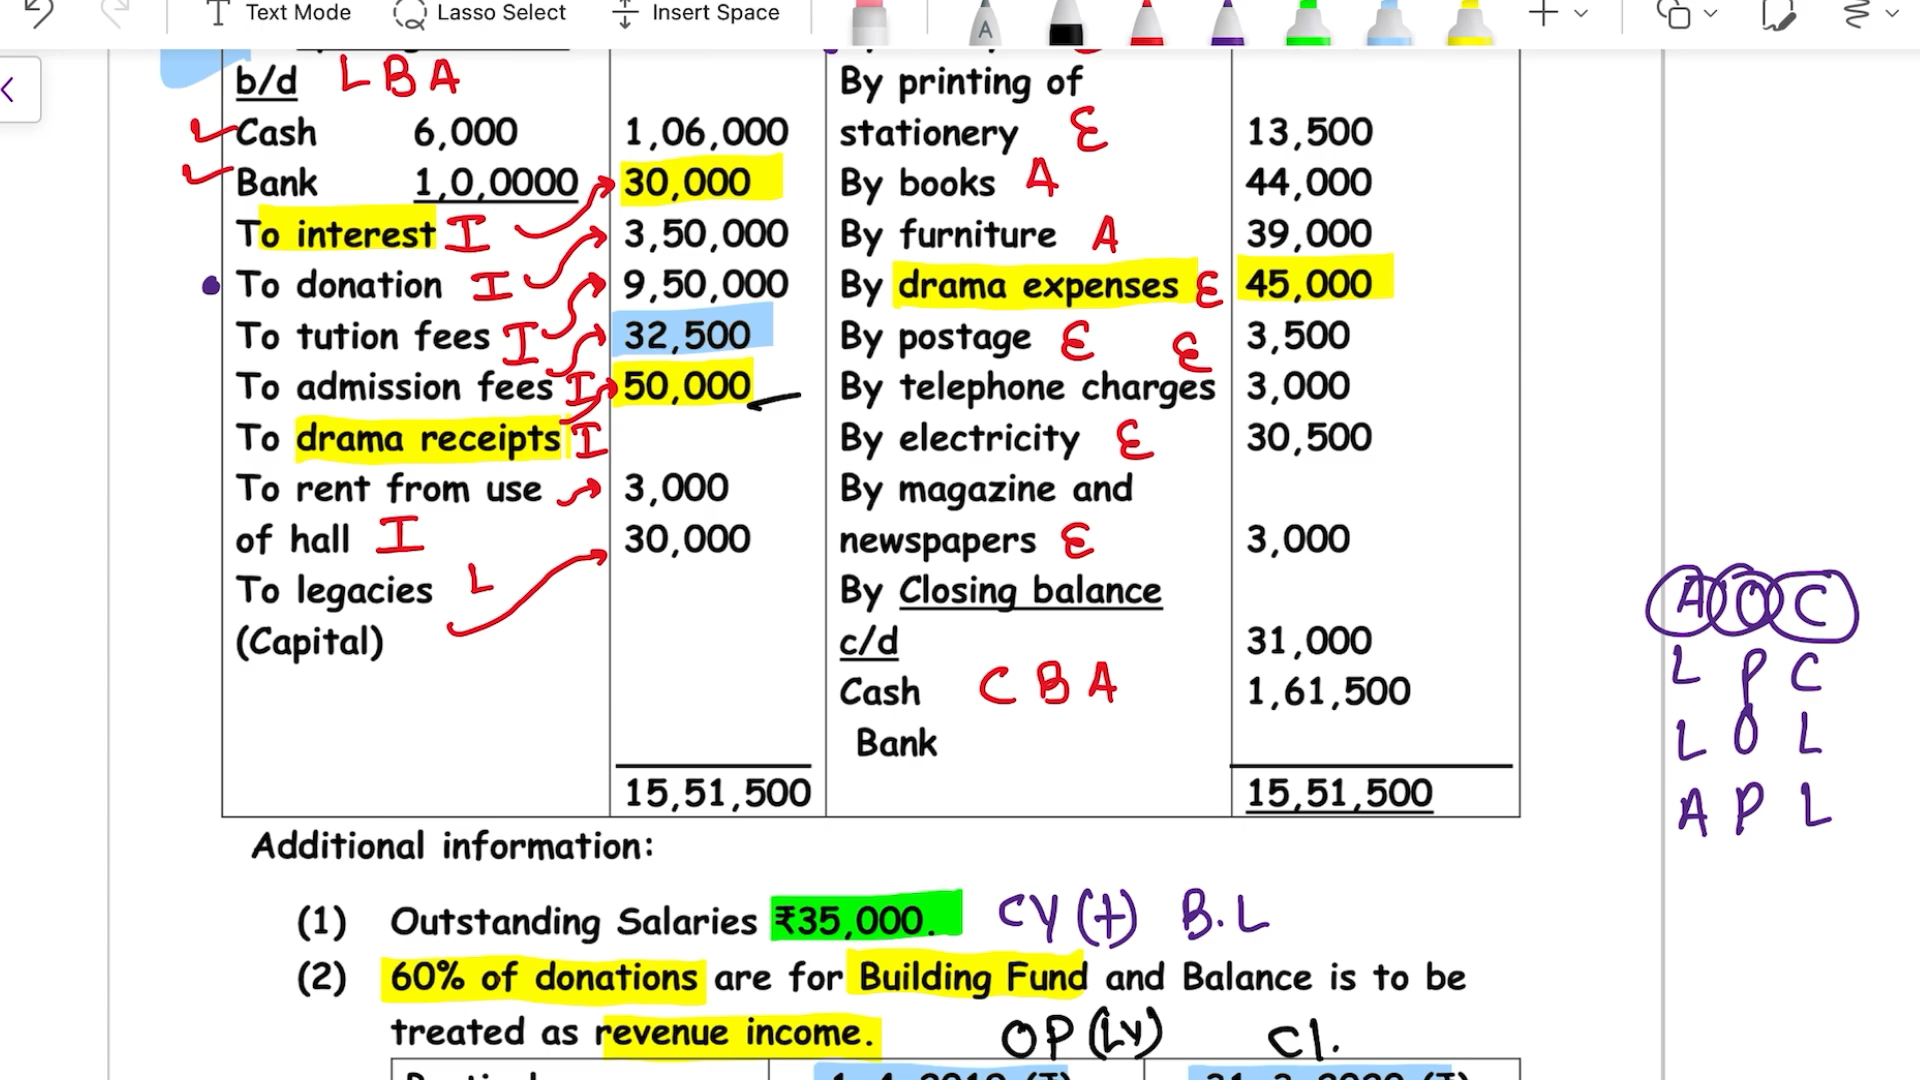 Text Mode Lasso Select Insert Space
A
b/d L B A
Cash 6,000 1,06,000
Bank 1,0,0000 30,000
To interest I 3,50,000
To donation I 9,50,000
To tution fees I 32,500
To admission fees I 50,000
To drama receipts I
To rent from use 3,000
of hall I 30,000
To legacies L
(Capital)
15,51,500
By printing of
stationery E 13,500
By books A 44,000
By furniture A 39,000
By drama expenses E 45,000
By postage E 3,500
By telephone charges E 3,000
By electricity E 30,500
By magazine and
newspapers E 3,000
By Closing balance
c/d 31,000
Cash C B A 1,61,500
Bank
15,51,500
A O C
L P C
L O L
A P L
Additional information:
(1) Outstanding Salaries ₹35,000. CY (+) B.L
(2) 60% of donations are for Building Fund and Balance is to be
treated as revenue income. OP (LY) Cl.